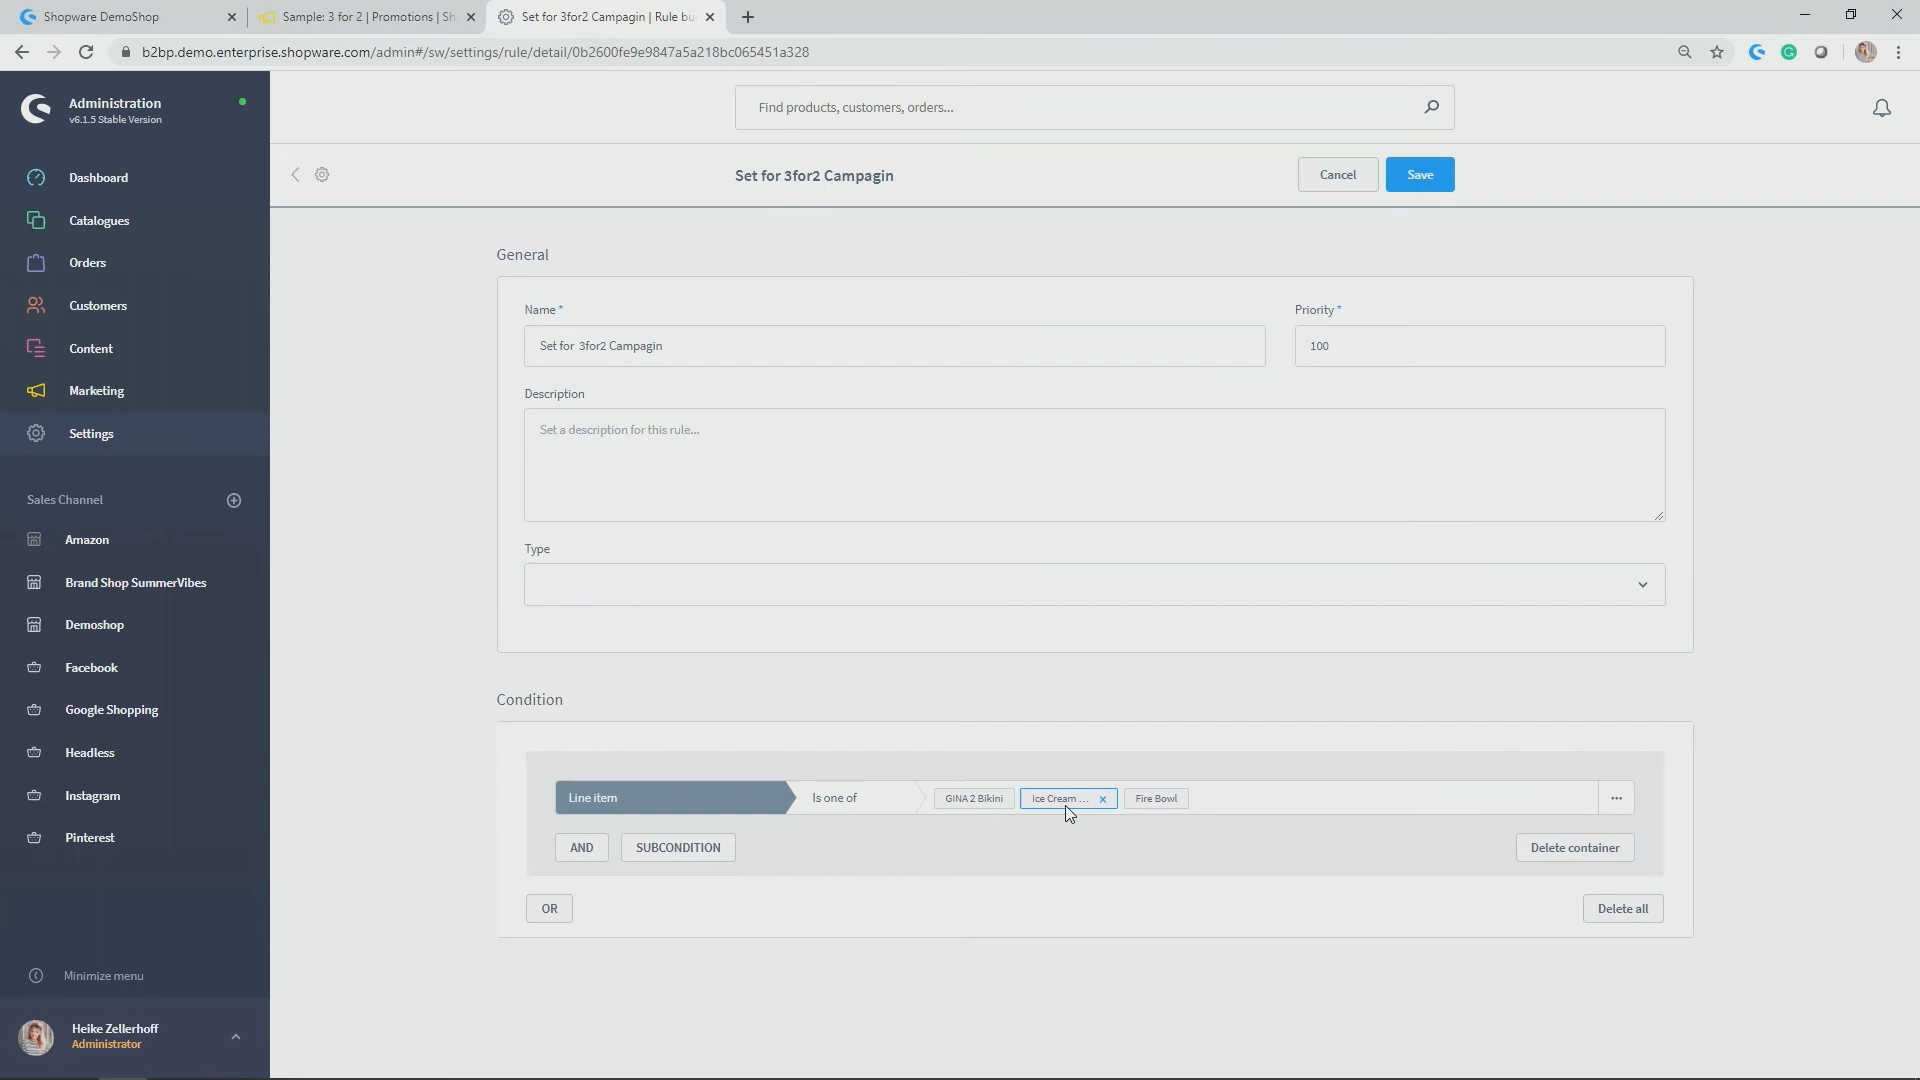 Shopware DemoShop
Sample: 3 for 2 | Promotions | Sh
Set for 3for2 Campagin | Rule bu
b2bp.demo.enterprise.shopware.com/admin#/sw/settings/rule/detail/0b2600fe9e9847a5a218bc065451a328
Administration
v6.1.5 Stable Version
Find products, customers, orders...
Set for 3for2 Campagin
Cancel
Save
Dashboard
Catalogues
Orders
Customers
Content
Marketing
Settings
Sales Channel
Amazon
Brand Shop SummerVibes
Demoshop
Facebook
Google Shopping
Headless
Instagram
Pinterest
Minimize menu
Heike Zellerhoff
Administrator
General
Name *
Priority *
Set for 3for2 Campagin
100
Description
Set a description for this rule...
Type
Condition
Line item
Is one of
GINA 2 Bikini
Ice Cream ...
Fire Bowl
...
AND
SUBCONDITION
Delete container
OR
Delete all